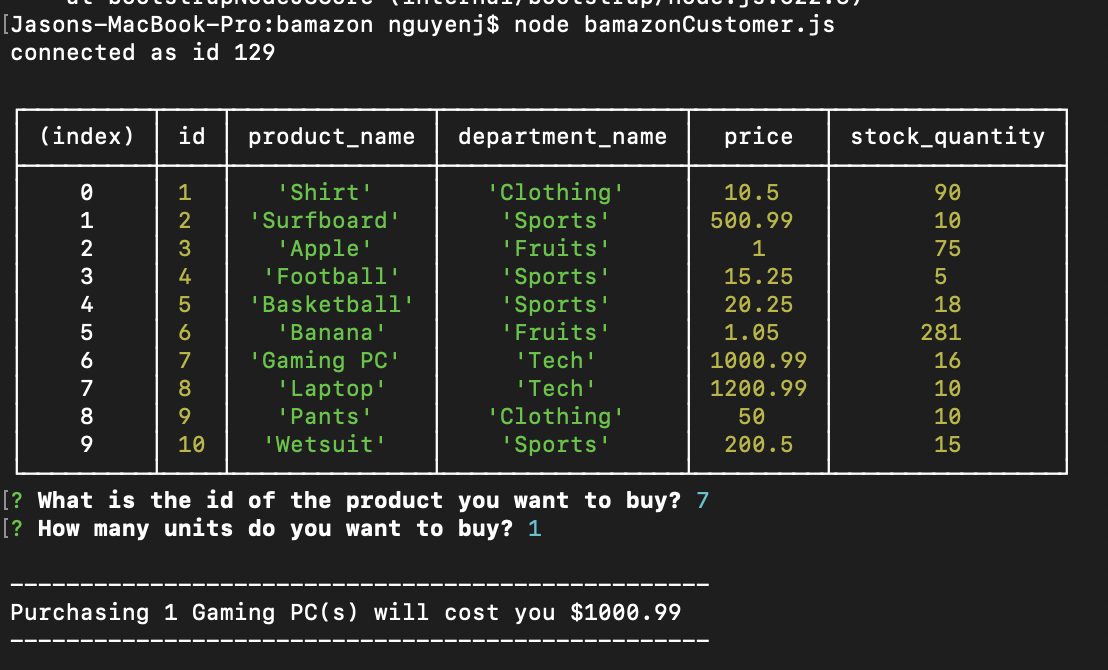 [Jasons-MacBook-Pro:bamazon nguyenj$ node bamazonCustomer.js
connected as id 129
(index) id product_name department_name price stock_quantity
0 1 'Shirt' 'Clothing' 10.5 90
1 2 'Surfboard' 'Sports' 500.99 10
2 3 'Apple' 'Fruits' 1 75
3 4 'Football' 'Sports' 15.25 5
4 5 'Basketball' 'Sports' 20.25 18
5 6 'Banana' 'Fruits' 1.05 281
6 7 'Gaming PC' 'Tech' 1000.99 16
7 8 'Laptop' 'Tech' 1200.99 10
8 9 'Pants' 'Clothing' 50 10
9 10 'Wetsuit' 'Sports' 200.5 15
[? What is the id of the product you want to buy? 7
[? How many units do you want to buy? 1
--------------------------------------------------
Purchasing 1 Gaming PC(s) will cost you $1000.99
--------------------------------------------------